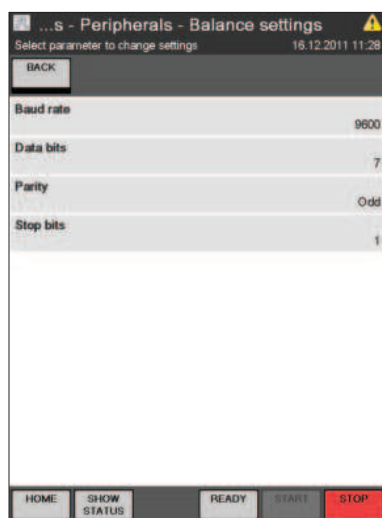 ...s - Peripherals - Balance settings
Select parameter to change settings 16.12.2011 11:28
BACK
Baud rate
9600
Data bits
7
Parity
Odd
Stop bits
1
HOME SHOW STATUS READY START STOP